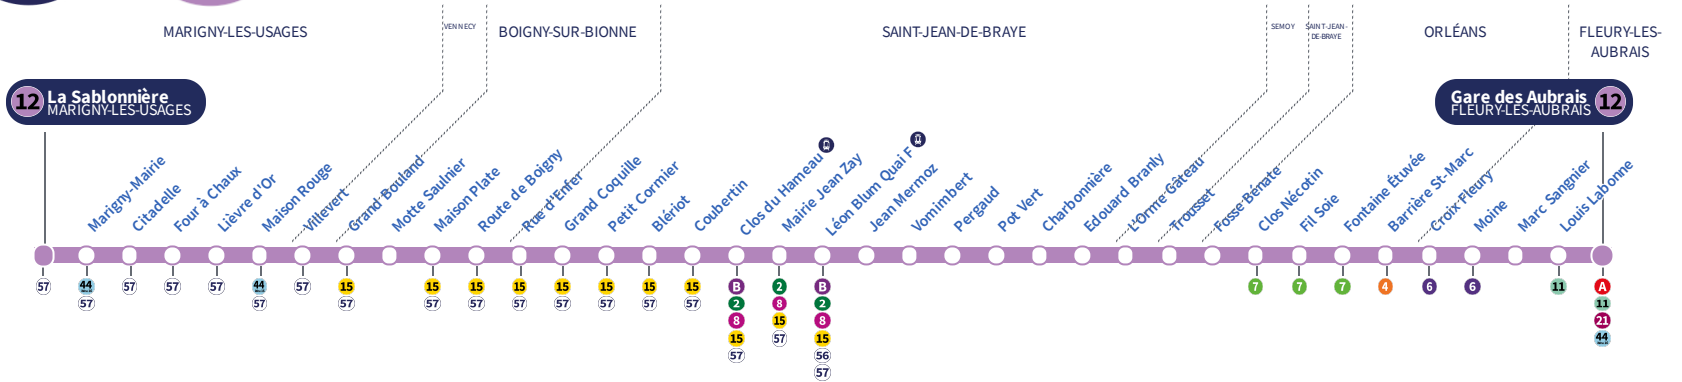 MARIGNY-LES-USAGES
VENNECY
BOIGNY-SUR-BIONNE
SAINT-JEAN-DE-BRAYE
SEMOY
SAINT-JEAN-
DE-BRAYE
ORLÉANS
FLEURY-LES-
AUBRAIS
12 La Sablonnière
MARIGNY-LES-USAGES
Gare des Aubrais 12
FLEURY-LES-AUBRAIS
Marigny-Mairie
Citadelle
Four à Chaux
Lièvre d'Or
Maison Rouge
Villevert
Grand Bouland
Motte Saulnier
Maison Plate
Route de Boigny
Rue d'Enfer
Grand Coquille
Petit Cormier
Blériot
Coubertin
Clos du Hameau
Mairie Jean Zay
Léon Blum Quai F
Jean Mermoz
Vomimbert
Pergaud
Pot Vert
Charbonnière
Edouard Branly
L'Orme Gâteau
Trousset
Fosse Bénate
Clos Nécotin
Fil Soie
Fontaine Étuvée
Barrière St-Marc
Croix Fleury
Moine
Marc Sangnier
Louis Labonne
57
44
57
57
57
57
44
57
57
15
57
15
57
15
57
15
57
15
57
15
57
15
57
15
57
B
2
8
15
57
2
8
15
57
B
2
8
15
56
57
7
7
7
4
6
6
11
A
11
21
44